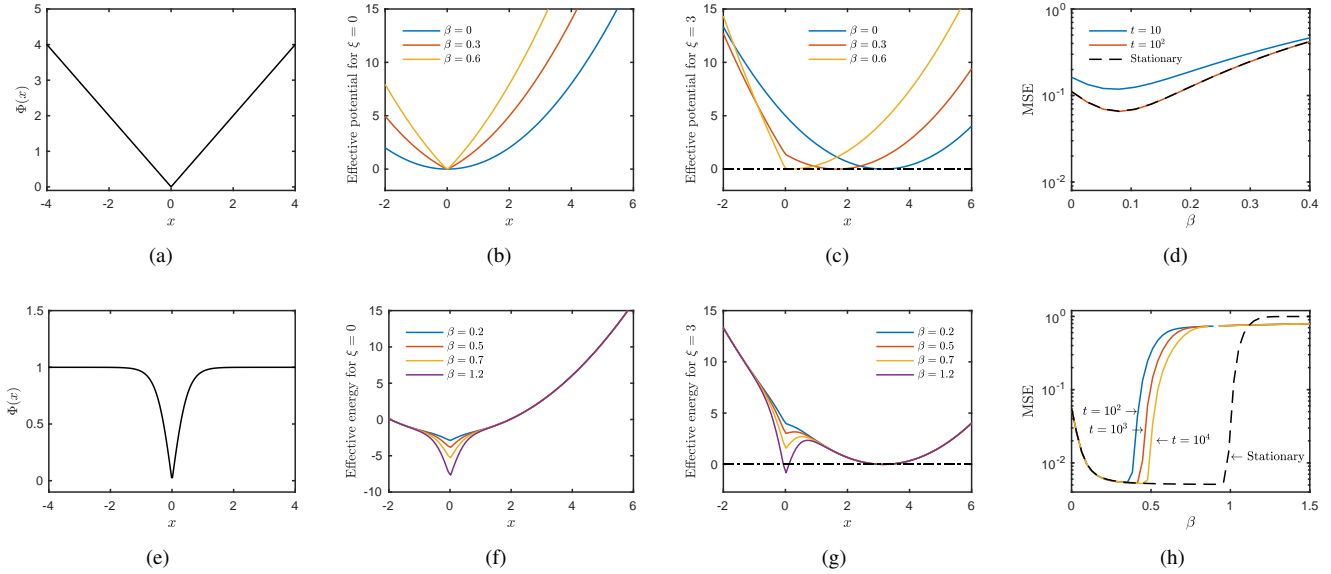 5
4
3
2
1
0
Φ(x)
-4
-2
0
2
4
x
(a)
15
10
5
0
Effective potential for ξ = 0
β = 0
β = 0.3
β = 0.6
-2
0
2
4
6
x
(b)
15
10
5
0
Effective potential for ξ = 3
β = 0
β = 0.3
β = 0.6
-2
0
2
4
6
x
(c)
10^0
10^-1
10^-2
MSE
t = 10
t = 10^2
Stationary
0
0.1
0.2
0.3
0.4
β
(d)
1.5
1
0.5
0
Φ(x)
-4
-2
0
2
4
x
(e)
15
10
5
0
-5
-10
Effective energy for ξ = 0
β = 0.2
β = 0.5
β = 0.7
β = 1.2
-2
0
2
4
6
x
(f)
15
10
5
0
Effective energy for ξ = 3
β = 0.2
β = 0.5
β = 0.7
β = 1.2
-2
0
2
4
6
x
(g)
10^0
10^-1
10^-2
MSE
t = 10^2 →
t = 10^3 →
← t = 10^4
← Stationary
0
0.5
1
1.5
β
(h)